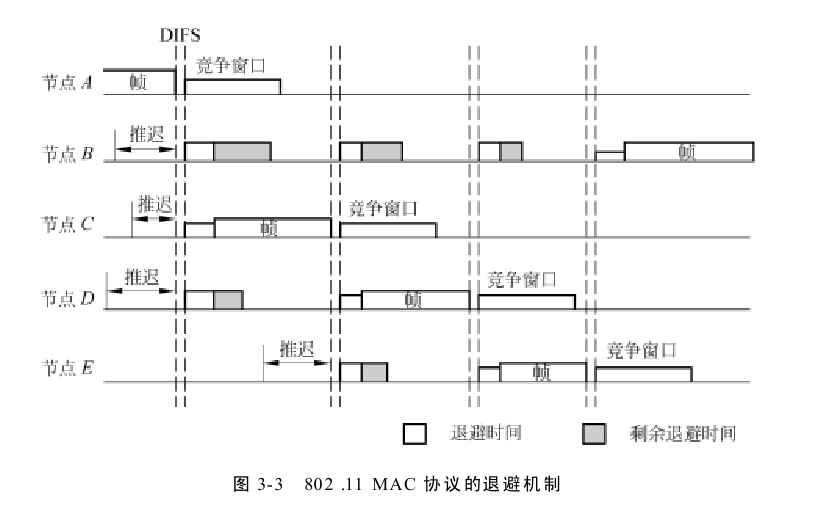 DIFS
节点 A
帧
竞争窗口
推迟
节点 B
帧
推迟
节点 C
帧
竞争窗口
推迟
节点 D
帧
竞争窗口
推迟
节点 E
帧
竞争窗口
退避时间
剩余退避时间
图 3-3 802 .11 MAC 协议的退避机制